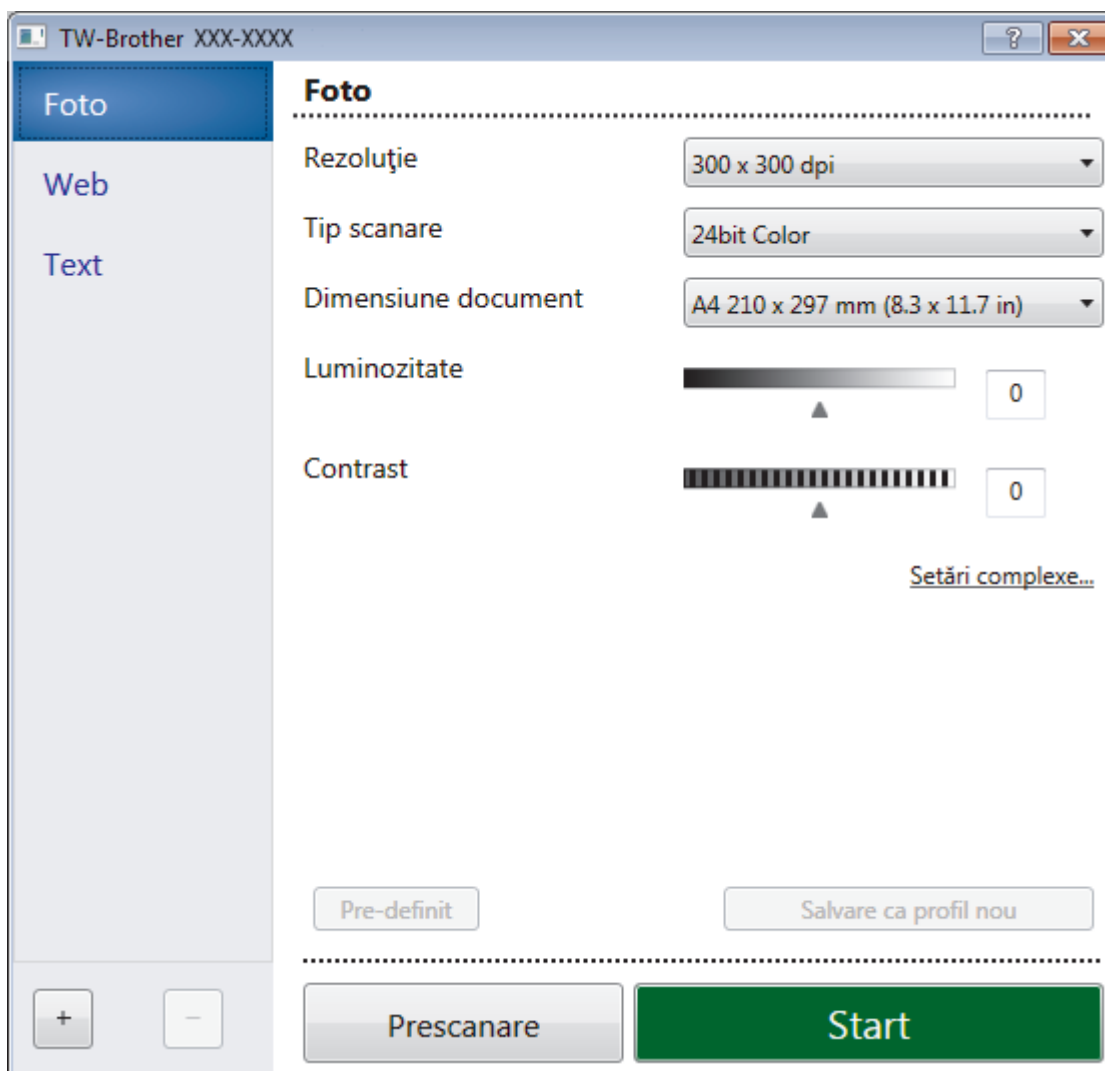 TW-Brother XXX-XXXX
Foto
Web
Text
Foto
Rezoluţie
300 x 300 dpi
Tip scanare
24bit Color
Dimensiune document
A4 210 x 297 mm (8.3 x 11.7 in)
Luminozitate
0
Contrast
0
Setări complexe...
Pre-definit
Salvare ca profil nou
+
−
Prescanare
Start